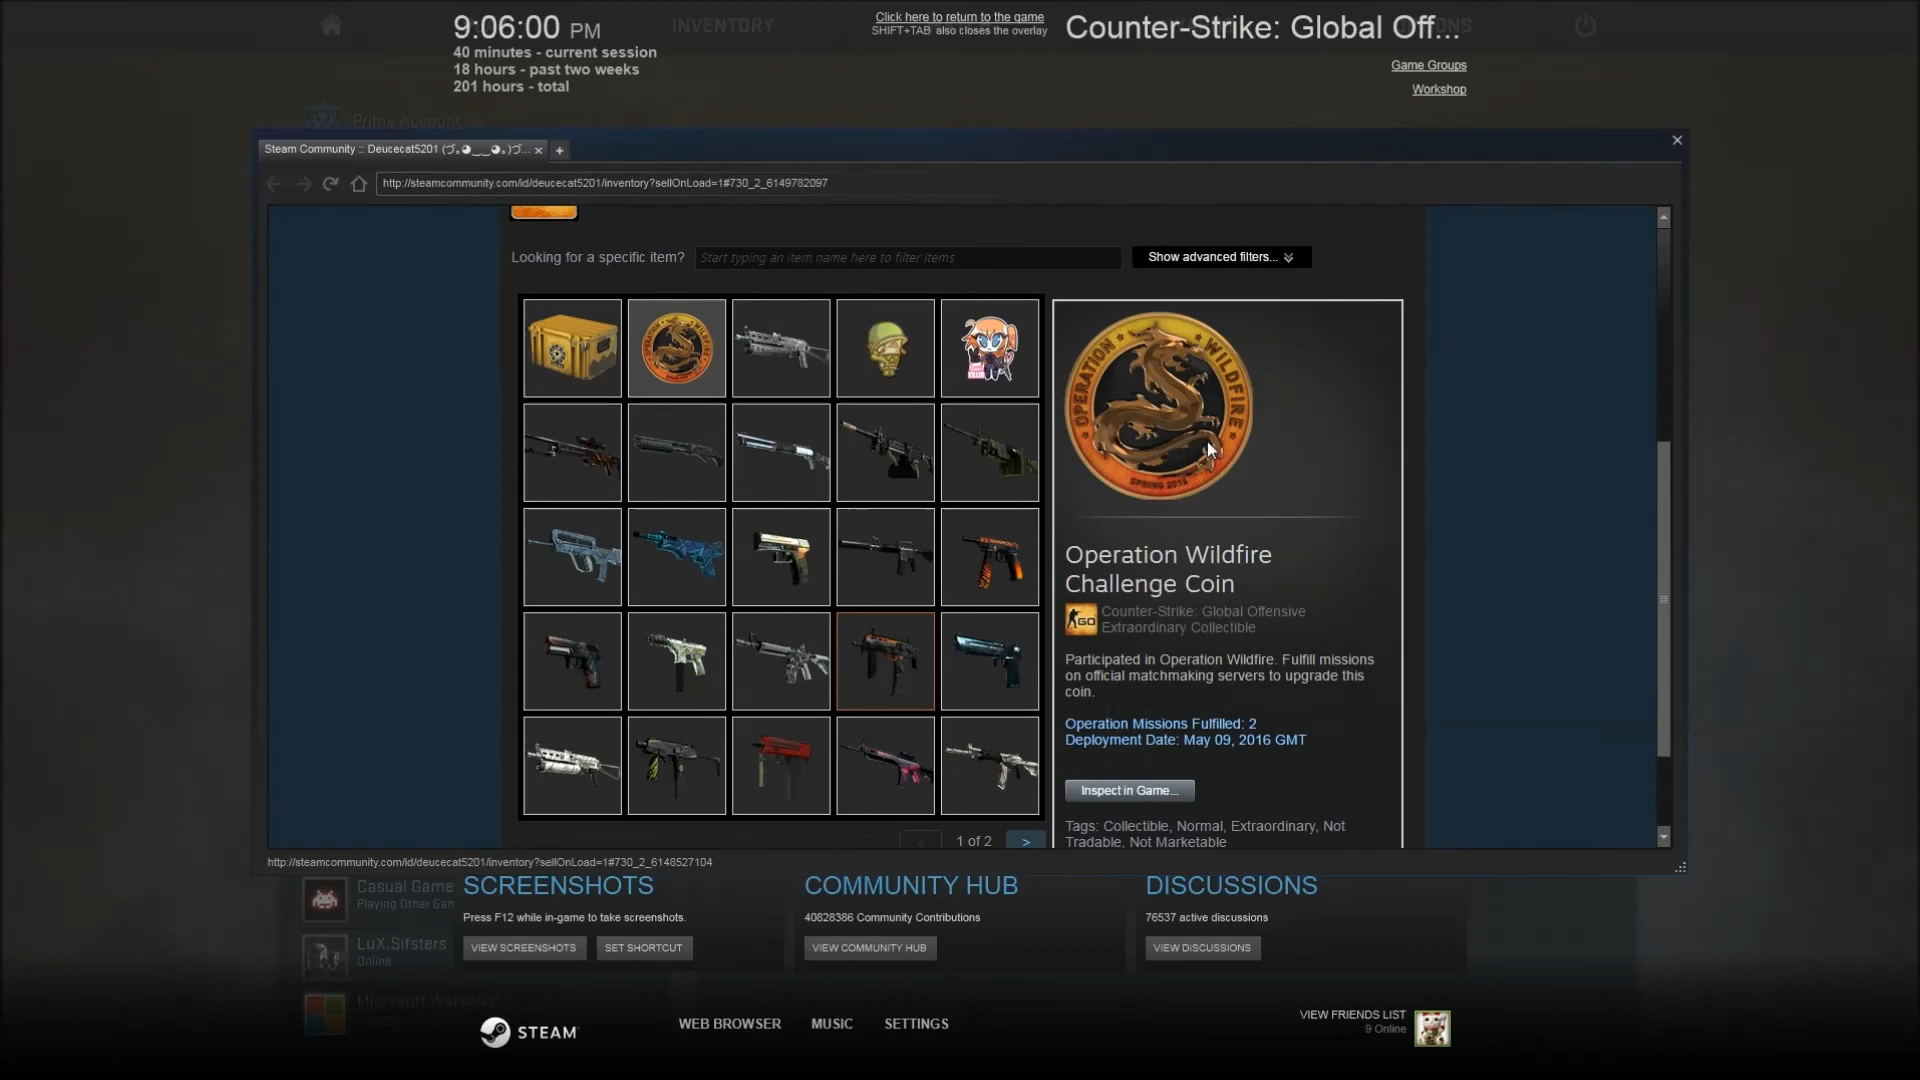 INVENTORY
9:06:00 PM
40 minutes - current session
18 hours - past two weeks
201 hours - total
Click here to return to the game
SHIFT+TAB also closes the overlay
Counter-Strike: Global Off...
Game Groups
Workshop
Prime Account
Steam Community :: Deucecat5201 (づ｡◕‿‿◕｡)づ...
http://steamcommunity.com/id/deucecat5201/inventory?sellOnLoad=1#730_2_6149782097
Looking for a specific item?
Start typing an item name here to filter items
Show advanced filters...
OPERATION WILDFIRE
SPRING 2016
Operation Wildfire
Challenge Coin
GO
Counter-Strike: Global Offensive
Extraordinary Collectible
Participated in Operation Wildfire. Fulfill missions
on official matchmaking servers to upgrade this
coin.
Operation Missions Fulfilled: 2
Deployment Date: May 09, 2016 GMT
Inspect in Game...
Tags: Collectible, Normal, Extraordinary, Not
Tradable, Not Marketable
< 1 of 2 >
http://steamcommunity.com/id/deucecat5201/inventory?sellOnLoad=1#730_2_6148527104
Casual Game
Playing Other Gam
LuX,Sifsters
Online
SCREENSHOTS
Press F12 while in-game to take screenshots.
VIEW SCREENSHOTS
SET SHORTCUT
COMMUNITY HUB
40828386 Community Contributions
VIEW COMMUNITY HUB
DISCUSSIONS
76537 active discussions
VIEW DISCUSSIONS
STEAM
WEB BROWSER
MUSIC
SETTINGS
VIEW FRIENDS LIST
9 Online